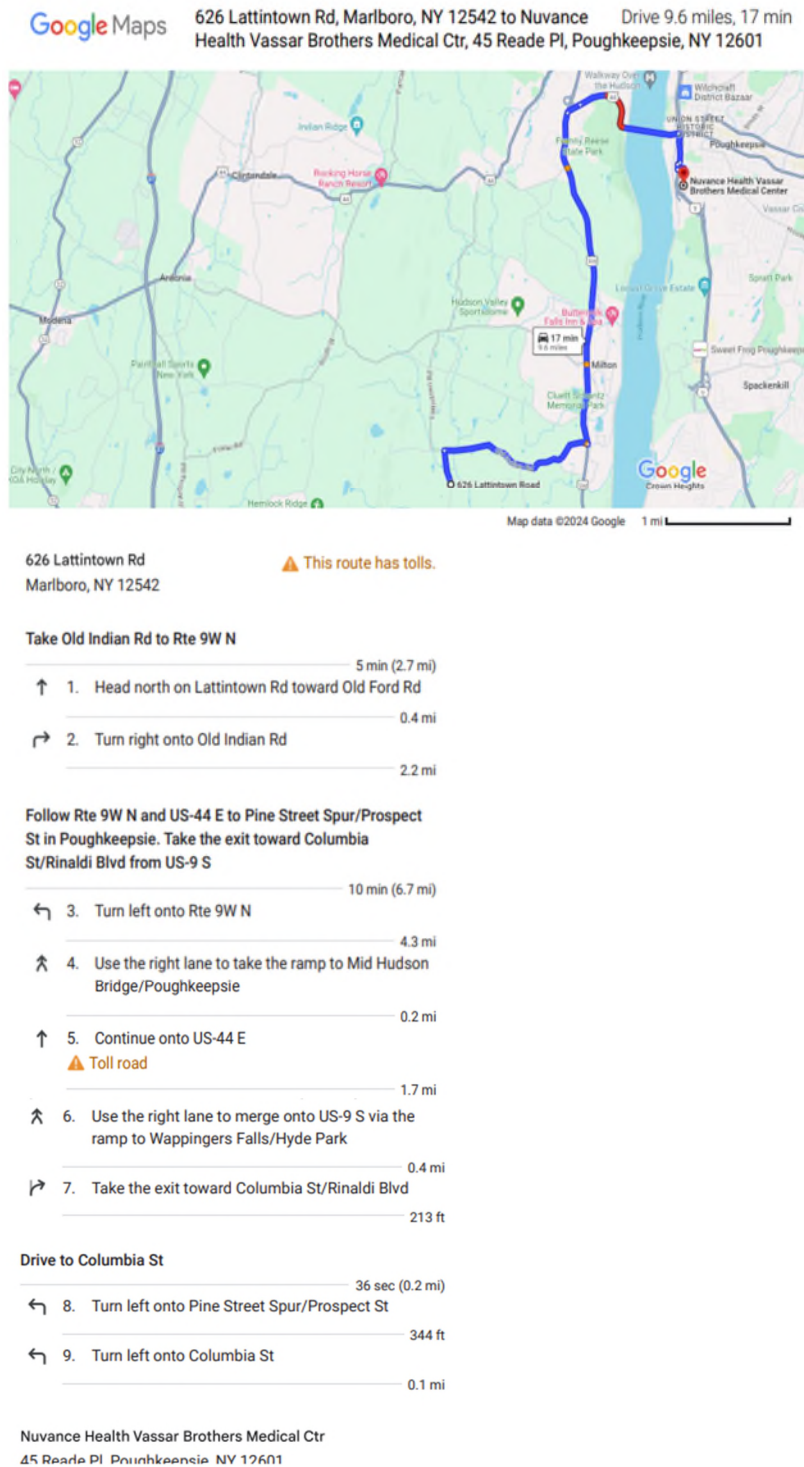 Google Maps
626 Lattintown Rd, Marlboro, NY 12542 to Nuvance
Health Vassar Brothers Medical Ctr, 45 Reade Pl, Poughkeepsie, NY 12601
Drive 9.6 miles, 17 min
Walkway Over
the Hudson
Witchcraft
District Bazaar
UNION STREET
HISTORIC
DISTRICT
Poughkeepsie
Indian Ridge
State Park
Clintondale
Rocking Horse
Ranch Resort
44
Nuvance Health Vassar
Brothers Medical Center
9
Ardonia
Spratt Park
Hudson Valley
Sportsdome
Locust Grove Estate
Modena
Falls Inn &
17 min
9.6 miles
Sweet Frog Poughkeepsie
Milton
Spackenkill
New York
Memorial Park
626 Lattintown Road
Hemlock Ridge
Google
Crown Heights
Map data ©2024 Google 1 mi
626 Lattintown Rd
Marlboro, NY 12542
This route has tolls.
Take Old Indian Rd to Rte 9W N
5 min (2.7 mi)
1. Head north on Lattintown Rd toward Old Ford Rd
0.4 mi
2. Turn right onto Old Indian Rd
2.2 mi
Follow Rte 9W N and US-44 E to Pine Street Spur/Prospect
St in Poughkeepsie. Take the exit toward Columbia
St/Rinaldi Blvd from US-9 S
10 min (6.7 mi)
3. Turn left onto Rte 9W N
4.3 mi
4. Use the right lane to take the ramp to Mid Hudson
Bridge/Poughkeepsie
0.2 mi
5. Continue onto US-44 E
Toll road
1.7 mi
6. Use the right lane to merge onto US-9 S via the
ramp to Wappingers Falls/Hyde Park
0.4 mi
7. Take the exit toward Columbia St/Rinaldi Blvd
213 ft
Drive to Columbia St
36 sec (0.2 mi)
8. Turn left onto Pine Street Spur/Prospect St
344 ft
9. Turn left onto Columbia St
0.1 mi
Nuvance Health Vassar Brothers Medical Ctr
45 Reade Pl, Poughkeepsie, NY 12601